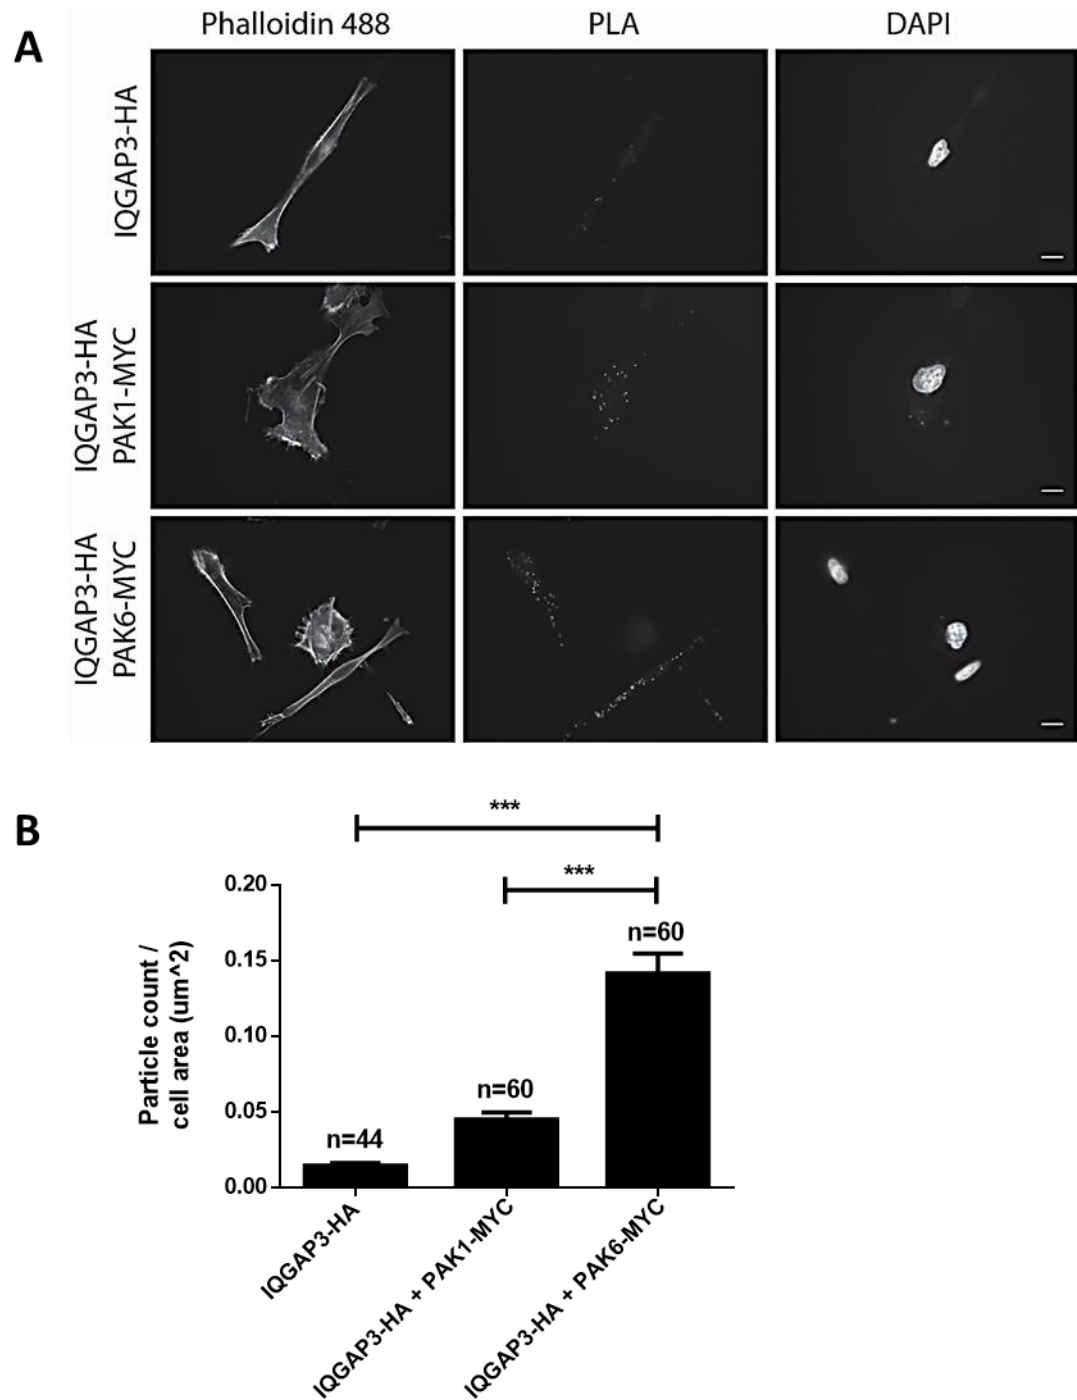 A
Phalloidin 488 PLA DAPI
IQGAP3-HA
IQGAP3-HA
PAK1-MYC
IQGAP3-HA
PAK6-MYC
B
***
***
0.20
0.15
0.10
0.05
0.00
Particle count /
cell area (um^2)
n=44
n=60
n=60
IQGAP3-HA
IQGAP3-HA + PAK1-MYC
IQGAP3-HA + PAK6-MYC